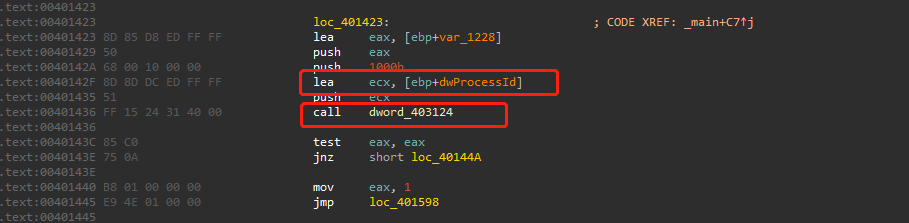 .text:00401423
.text:00401423 loc_401423: ; CODE XREF: _main+C7↑j
.text:00401423 8D 85 D8 ED FF FF lea eax, [ebp+var_1228]
.text:00401429 50 push eax
.text:0040142A 68 00 10 00 00 push 1000h
.text:0040142F 8D 8D DC ED FF FF lea ecx, [ebp+dwProcessId]
.text:00401435 51 push ecx
.text:00401436 FF 15 24 31 40 00 call dword_403124
.text:00401436
.text:0040143C 85 C0 test eax, eax
.text:0040143E 75 0A jnz short loc_40144A
.text:0040143E
.text:00401440 B8 01 00 00 00 mov eax, 1
.text:00401445 E9 4E 01 00 00 jmp loc_401598
.text:00401445